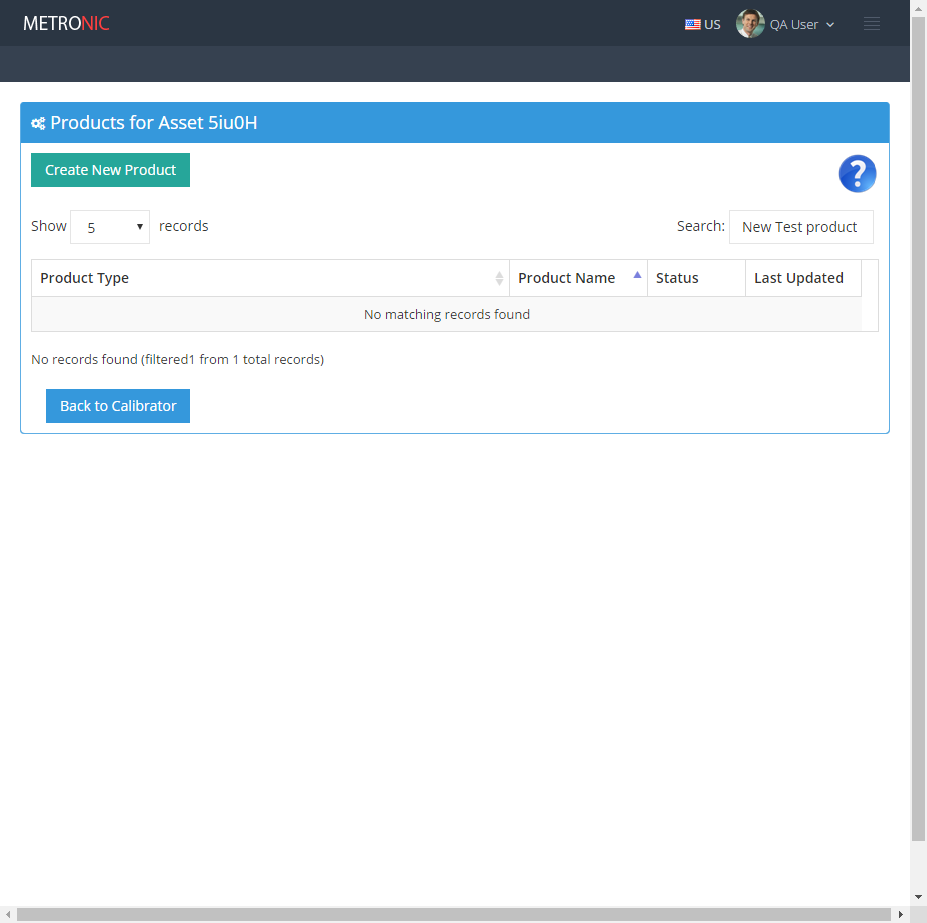 METRONIC
US
QA User
Products for Asset 5iu0H
Create New Product
?
Show 5 records
Search: New Test product
Product Type Product Name Status Last Updated
No matching records found
No records found (filtered1 from 1 total records)
Back to Calibrator